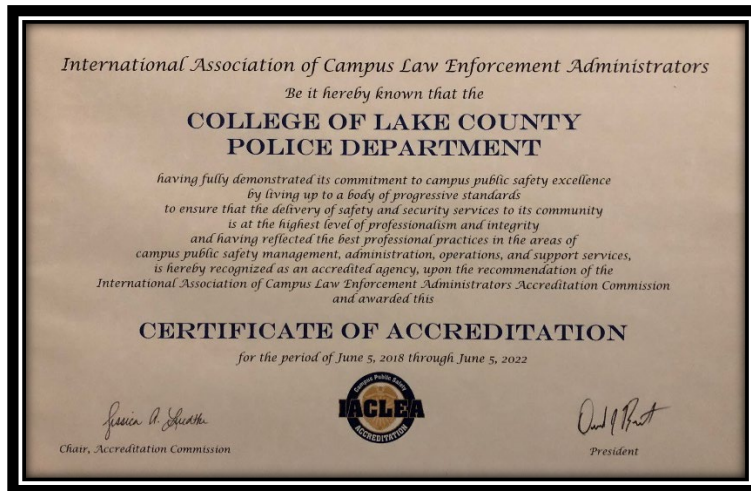 International Association of Campus Law Enforcement Administrators
Be it hereby known that the
COLLEGE OF LAKE COUNTY
POLICE DEPARTMENT
having fully demonstrated its commitment to campus public safety excellence
by living up to a body of progressive standards
to ensure that the delivery of safety and security services to its community
is at the highest level of professionalism and integrity
and having reflected the best professional practices in the areas of
campus public safety management, administration, operations, and support services,
is hereby recognized as an accredited agency, upon the recommendation of the
International Association of Campus Law Enforcement Administrators Accreditation Commission
and awarded this
CERTIFICATE OF ACCREDITATION
for the period of June 5, 2018 through June 5, 2022
Campus Public Safety
IACLEA
ACCREDITATION
Jessica A.
Chair, Accreditation Commission
President